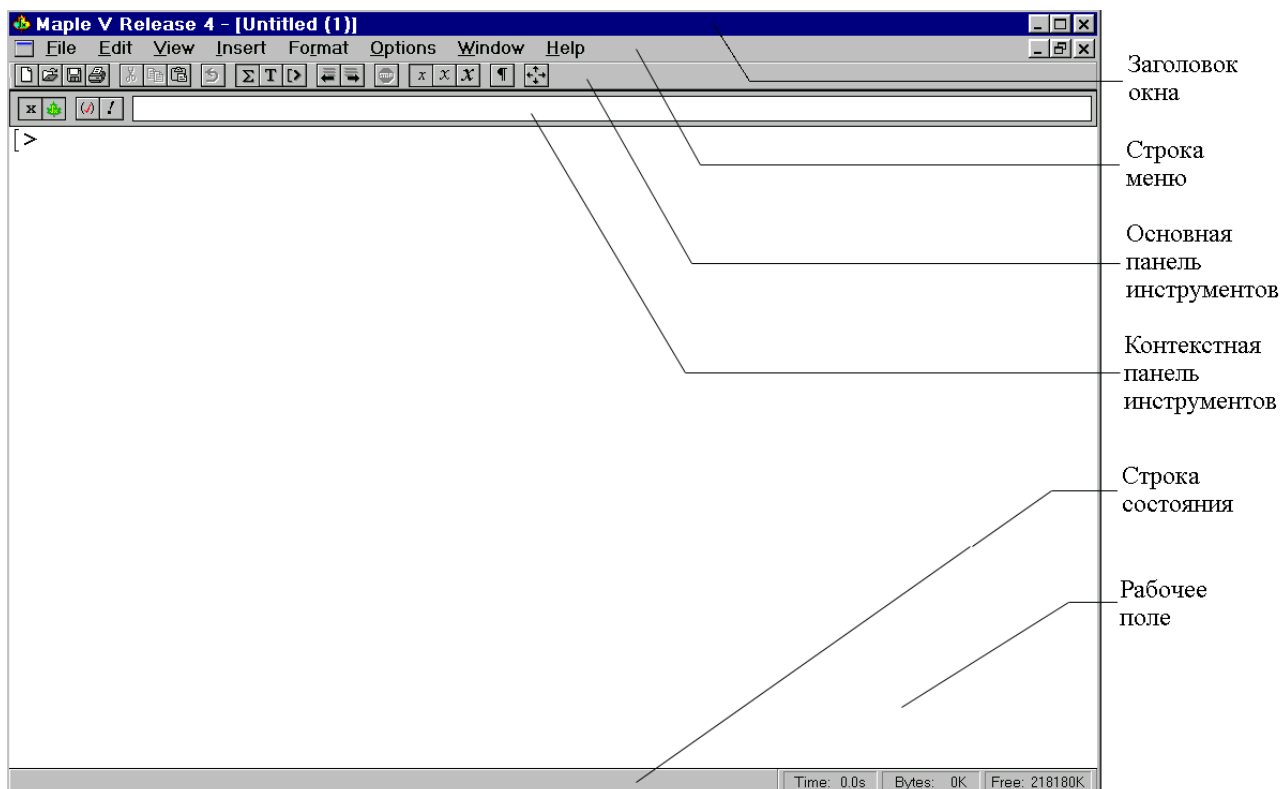 Maple V Release 4 - [Untitled (1)]
File Edit View Insert Format Options Window Help
Σ T [> STOP x x x ¶
x (/) !
[ >
Заголовок
окна
Строка
меню
Основная
панель
инструментов
Контекстная
панель
инструментов
Строка
состояния
Рабочее
поле
Time: 0.0s Bytes: 0K Free: 218180K